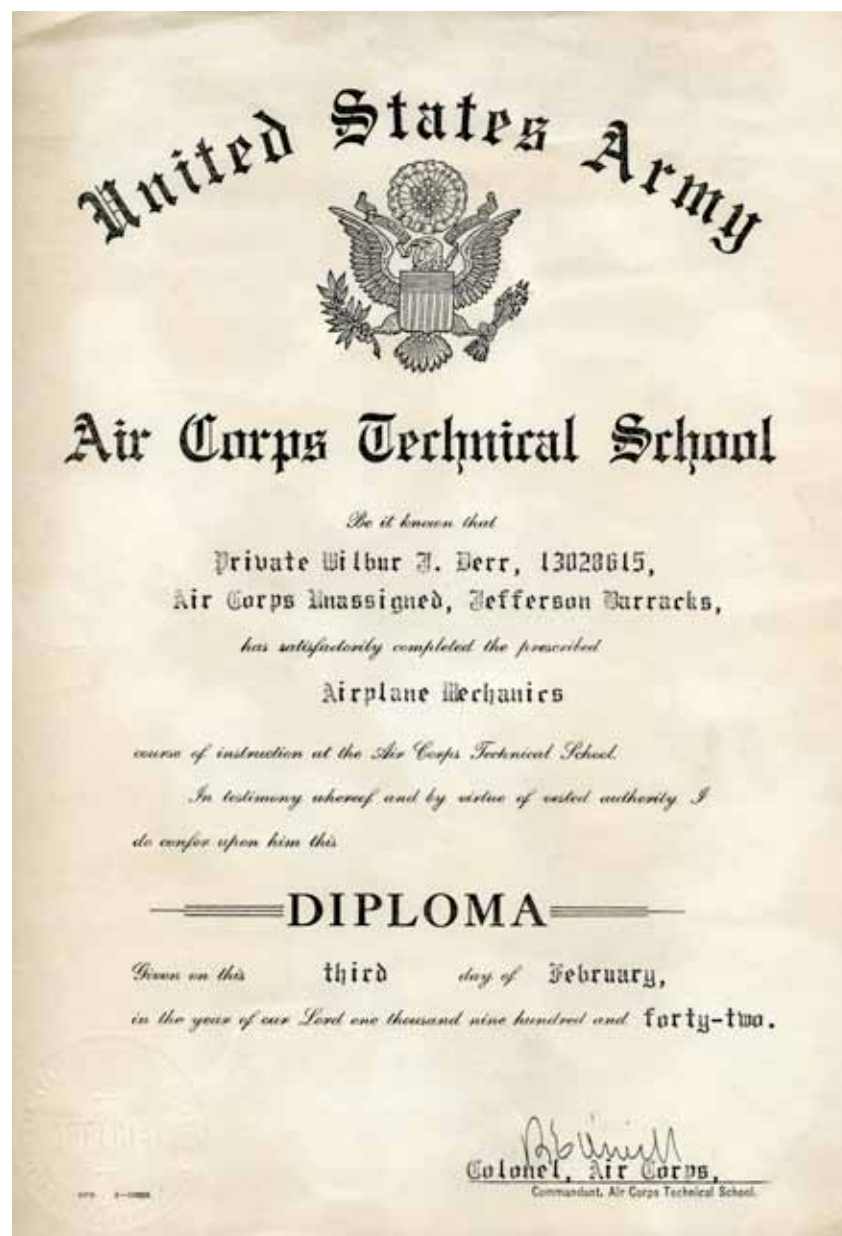 United States Army
Air Corps Technical School
Be it known that
Private Wilbur J. Derr, 13028615,
Air Corps Unassigned, Jefferson Barracks,
has satisfactorily completed the prescribed
Airplane Mechanics
course of instruction at the Air Corps Technical School.
In testimony whereof and by virtue of vested authority I
do confer upon him this
DIPLOMA
Given on this third day of February,
in the year of our Lord one thousand nine hundred and forty-two.
Colonel, Air Corps,
Commandant, Air Corps Technical School.